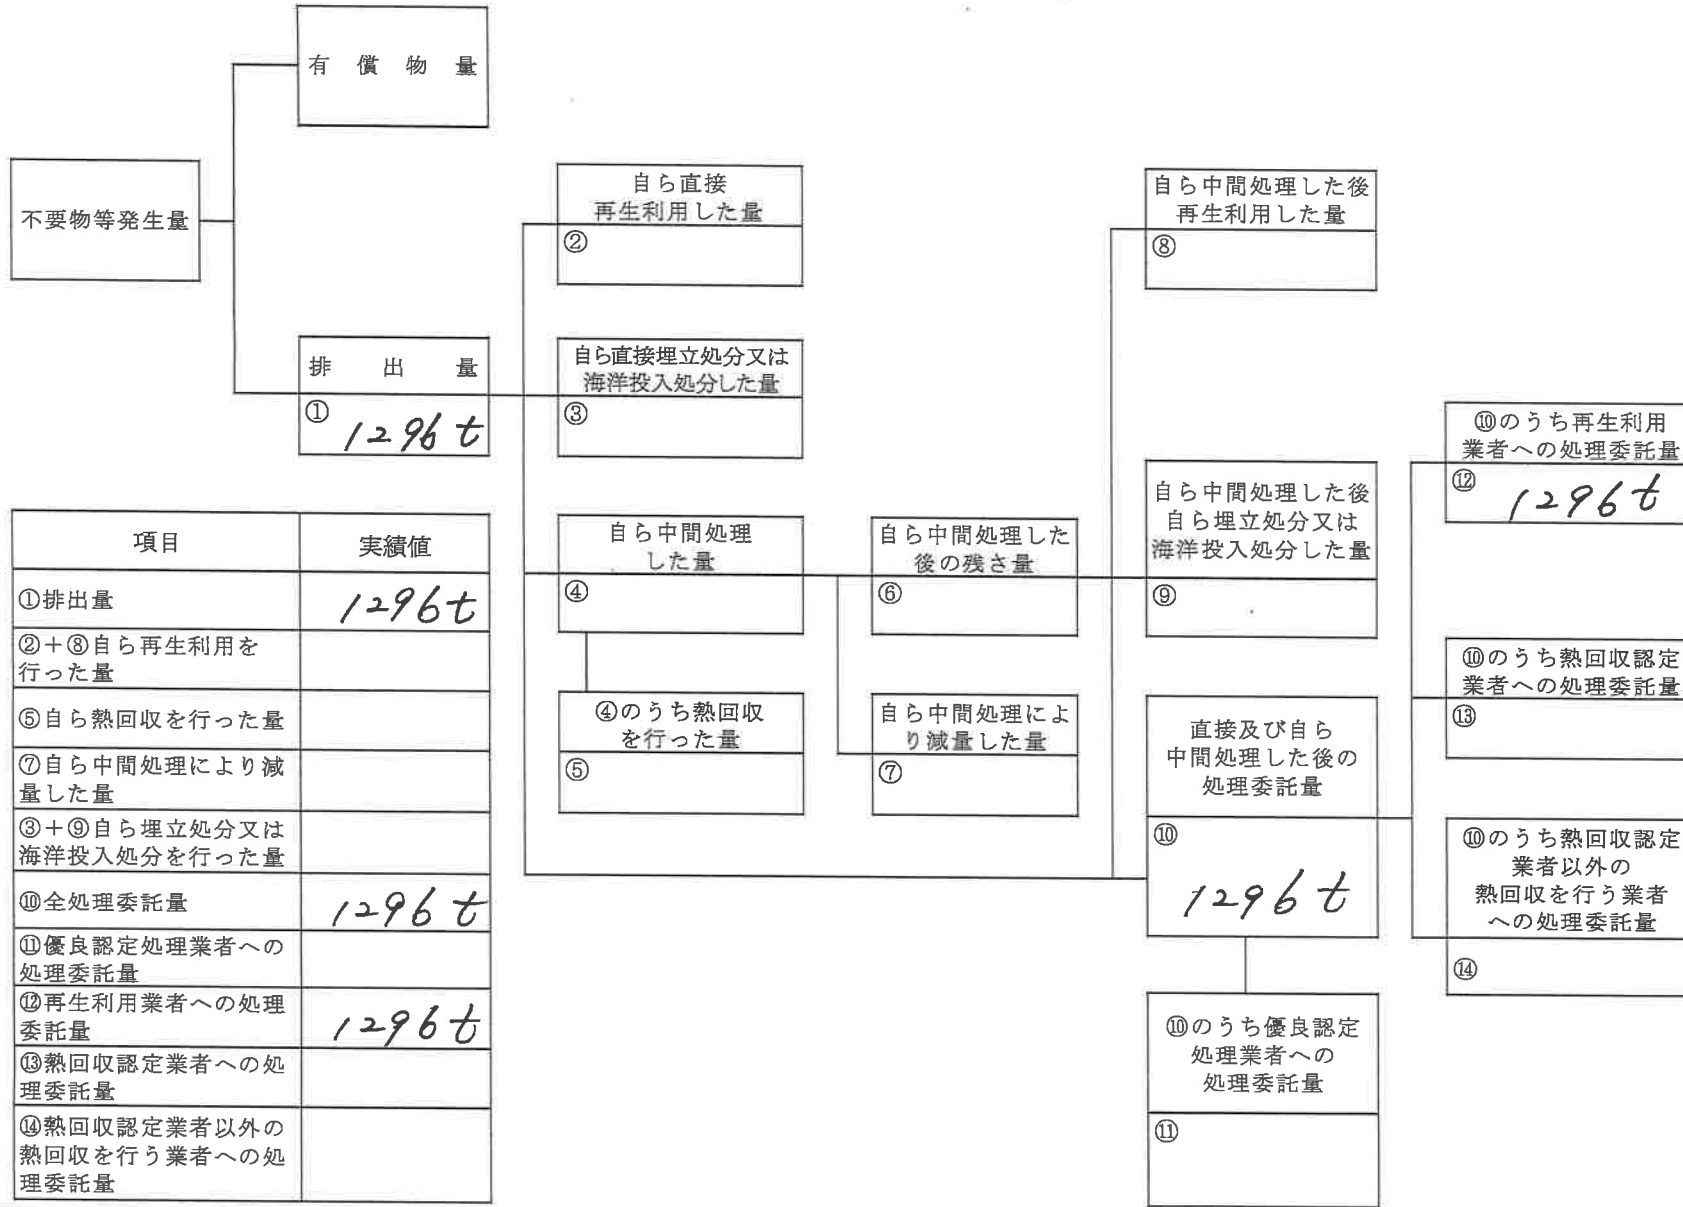 有償物量
不要物等発生量
排出量
①
1296t
自ら直接
再生利用した量
②
自ら直接埋立処分又は
海洋投入処分した量
③
自ら中間処理
した量
④
④のうち熱回収
を行った量
⑤
自ら中間処理した
後の残さ量
⑥
自ら中間処理によ
り減量した量
⑦
自ら中間処理した後
再生利用した量
⑧
自ら中間処理した後
自ら埋立処分又は
海洋投入処分した量
⑨
直接及び自ら
中間処理した後の
処理委託量
⑩
1296t
⑩のうち優良認定
処理業者への
処理委託量
⑪
⑩のうち再生利用
業者への処理委託量
⑫
1296t
⑩のうち熱回収認定
業者への処理委託量
⑬
⑩のうち熱回収認定
業者以外の
熱回収を行う業者
への処理委託量
⑭
項目 実績値
①排出量 1296t
②+⑧自ら再生利用を
行った量
⑤自ら熱回収を行った量
⑦自ら中間処理により減
量した量
③+⑨自ら埋立処分又は
海洋投入処分を行った量
⑩全処理委託量 1296t
⑪優良認定処理業者への
処理委託量
⑫再生利用業者への処理
委託量 1296t
⑬熱回収認定業者への処
理委託量
⑭熱回収認定業者以外の
熱回収を行う業者への処
理委託量